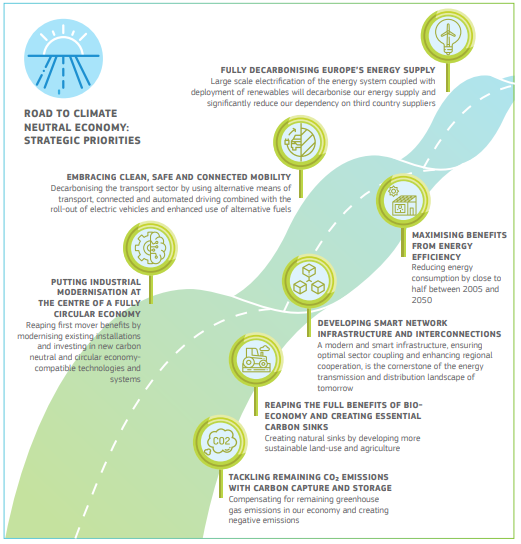 ROAD TO CLIMATE
NEUTRAL ECONOMY:
STRATEGIC PRIORITIES
FULLY DECARBONISING EUROPE'S ENERGY SUPPLY
Large scale electrification of the energy system coupled with
deployment of renewables will decarbonise our energy supply and
significantly reduce our dependency on third country suppliers
EMBRACING CLEAN, SAFE AND CONNECTED MOBILITY
Decarbonising the transport sector by using alternative means of
transport, connected and automated driving combined with the
roll-out of electric vehicles and enhanced use of alternative fuels
MAXIMISING BENEFITS
FROM ENERGY
EFFICIENCY
Reducing energy
consumption by close to
half between 2005 and
2050
PUTTING INDUSTRIAL
MODERNISATION AT
THE CENTRE OF A FULLY
CIRCULAR ECONOMY
Reaping first mover benefits by
modernising existing installations
and investing in new carbon
neutral and circular economy-
compatible technologies and
systems
DEVELOPING SMART NETWORK
INFRASTRUCTURE AND INTERCONNECTIONS
A modern and smart infrastructure, ensuring
optimal sector coupling and enhancing regional
cooperation, is the cornerstone of the energy
transmission and distribution landscape of
tomorrow
REAPING THE FULL BENEFITS OF BIO-
ECONOMY AND CREATING ESSENTIAL
CARBON SINKS
Creating natural sinks by developing more
sustainable land-use and agriculture
CO2
TACKLING REMAINING CO₂ EMISSIONS
WITH CARBON CAPTURE AND STORAGE
Compensating for remaining greenhouse
gas emissions in our economy and creating
negative emissions